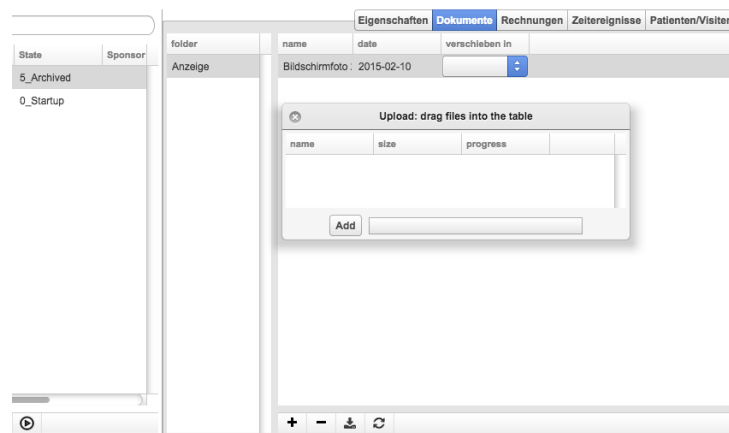 Eigenschaften Dokumente Rechnungen Zeitereignisse Patienten/Visiten
State Sponsor
5_Archived
0_Startup
folder
Anzeige
name date verschieben in
Bildschirmfoto 2015-02-10
Upload: drag files into the table
name size progress
Add